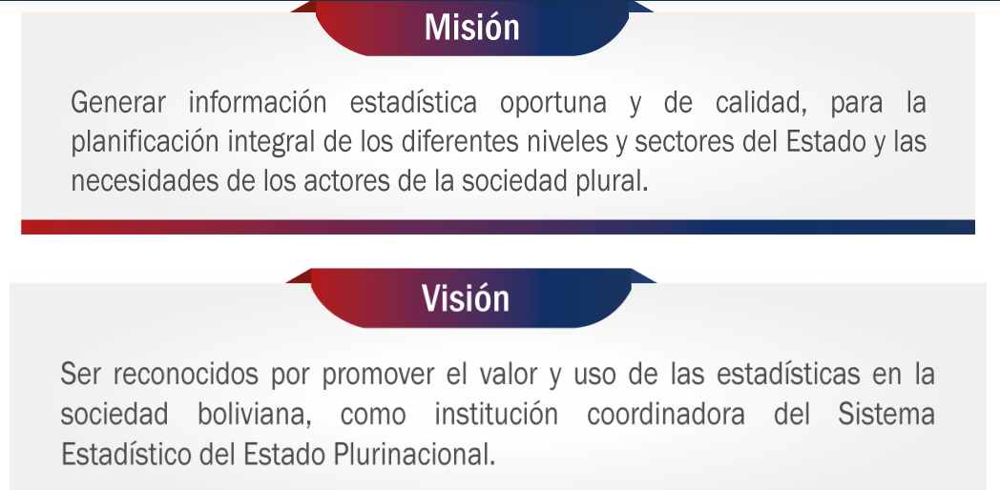 Misión
Generar información estadística oportuna y de calidad, para la
planificación integral de los diferentes niveles y sectores del Estado y las
necesidades de los actores de la sociedad plural.
Visión
Ser reconocidos por promover el valor y uso de las estadísticas en la
sociedad boliviana, como institución coordinadora del Sistema
Estadístico del Estado Plurinacional.